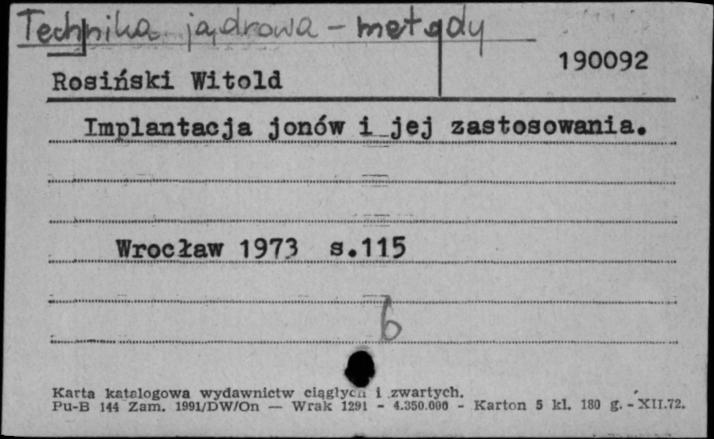 Technika jądrowa - metody
190092
Rosiński Witold
Implantacja jonów i jej zastosowania.
Wrocław 1973 s.115
b
Karta katalogowa wydawnictw ciągłych i zwartych.
Pu-B 144 Zam. 1991/DW/On — Wrak 1291 - 4.350.000 - Karton 5 kl. 180 g. - XII.72.